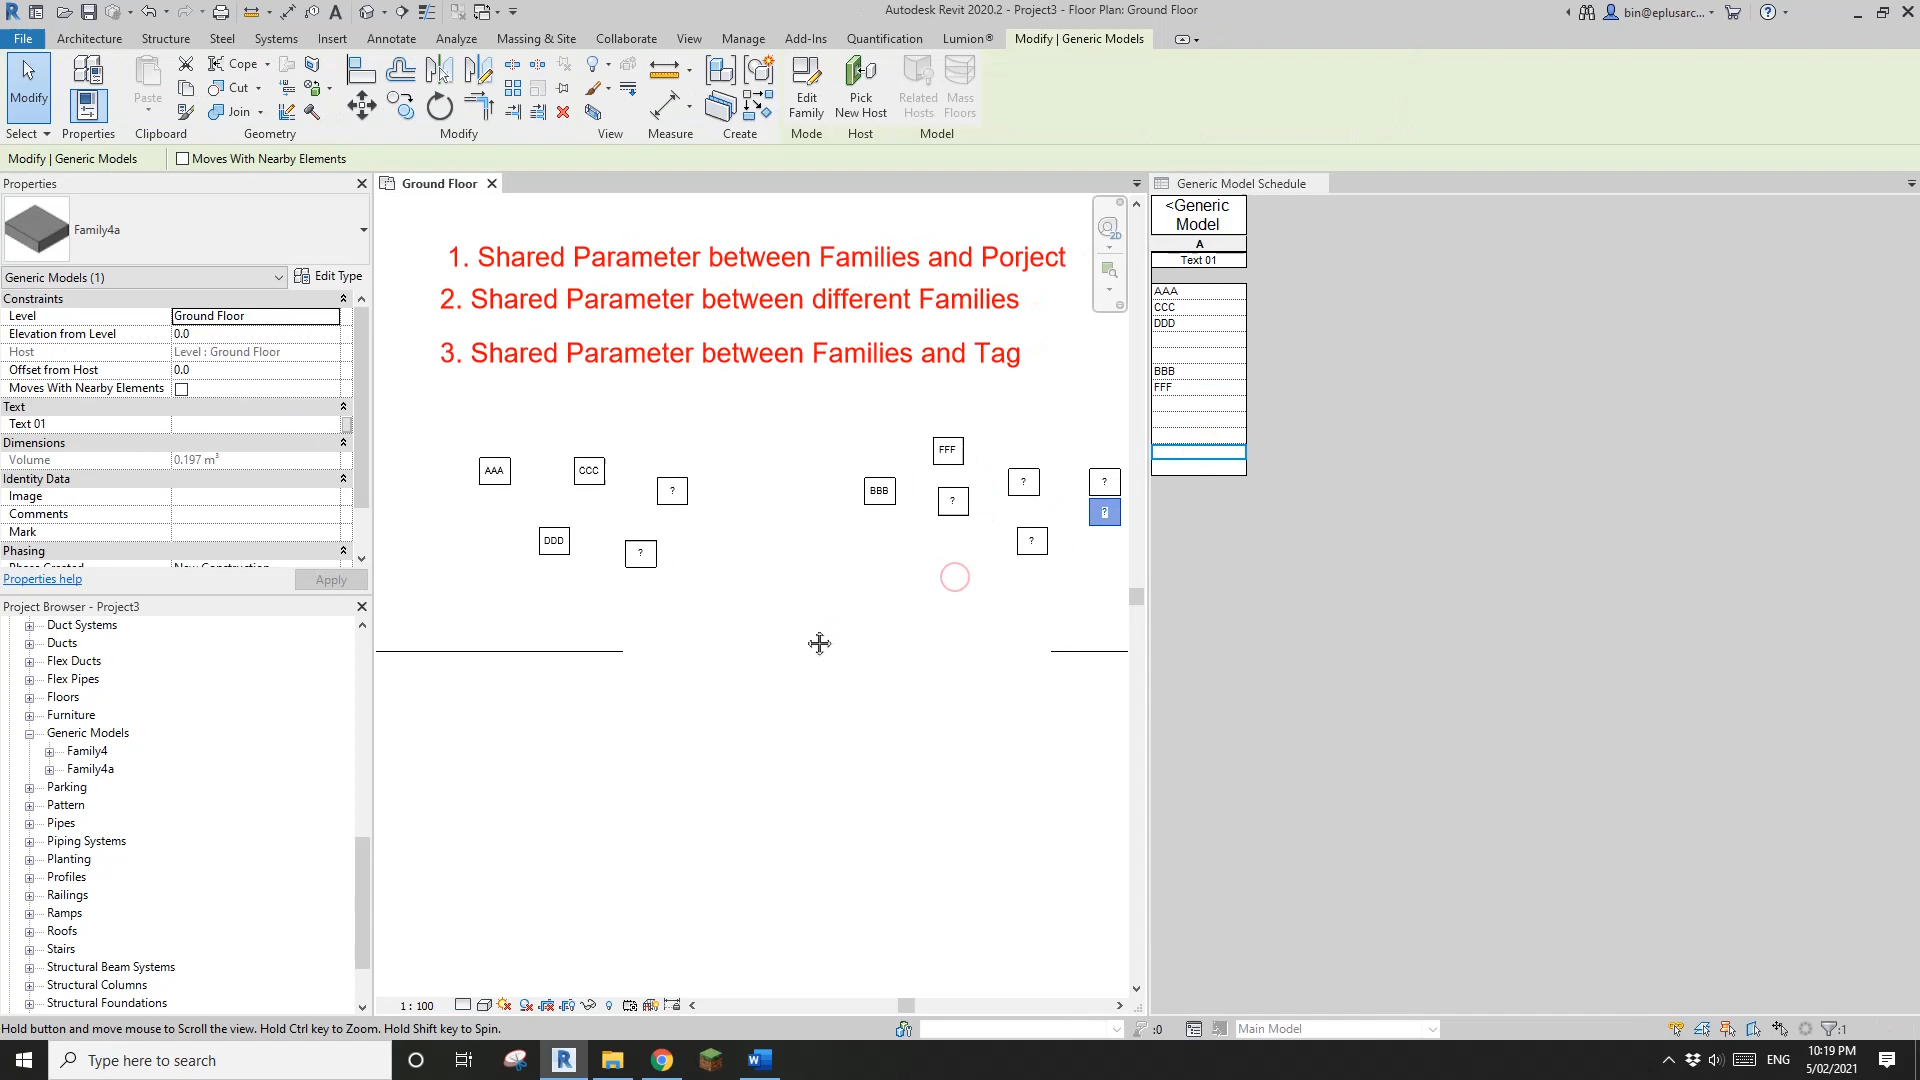 Autodesk Revit 2020.2 - Project3 - Floor Plan: Ground Floor
bin@eplusarc...
File Architecture Structure Steel Systems Insert Annotate Analyze Massing & Site Collaborate View Manage Add-Ins Quantification Lumion® Modify | Generic Models
Modify
Paste
Cope
Cut
Join
Edit Family
Pick New Host
Related Hosts
Mass Floors
Select Properties Clipboard Geometry Modify View Measure Create Mode Host Model
Modify | Generic Models Moves With Nearby Elements
Properties
Family4a
Generic Models (1) Edit Type
Constraints
Level Ground Floor
Elevation from Level 0.0
Host Level : Ground Floor
Offset from Host 0.0
Moves With Nearby Elements
Text
Text 01
Dimensions
Volume 0.197 m³
Identity Data
Image
Comments
Mark
Phasing
Phase Created New Construction
Properties help Apply
Project Browser - Project3
Duct Systems
Ducts
Flex Ducts
Flex Pipes
Floors
Furniture
Generic Models
Family4
Family4a
Parking
Pattern
Pipes
Piping Systems
Planting
Profiles
Railings
Ramps
Roofs
Stairs
Structural Beam Systems
Structural Columns
Structural Foundations
Ground Floor
2D
1. Shared Parameter between Families and Porject
2. Shared Parameter between different Families
3. Shared Parameter between Families and Tag
FFF
AAA CCC ? ?
? BBB ?
?
DDD ? ?
?
1 : 100
Generic Model Schedule
<Generic
Model
A
Text 01
AAA
CCC
DDD
BBB
FFF
Hold button and move mouse to Scroll the view. Hold Ctrl key to Zoom. Hold Shift key to Spin.
:0 Main Model :1
Type here to search
ENG
10:19 PM
5/02/2021